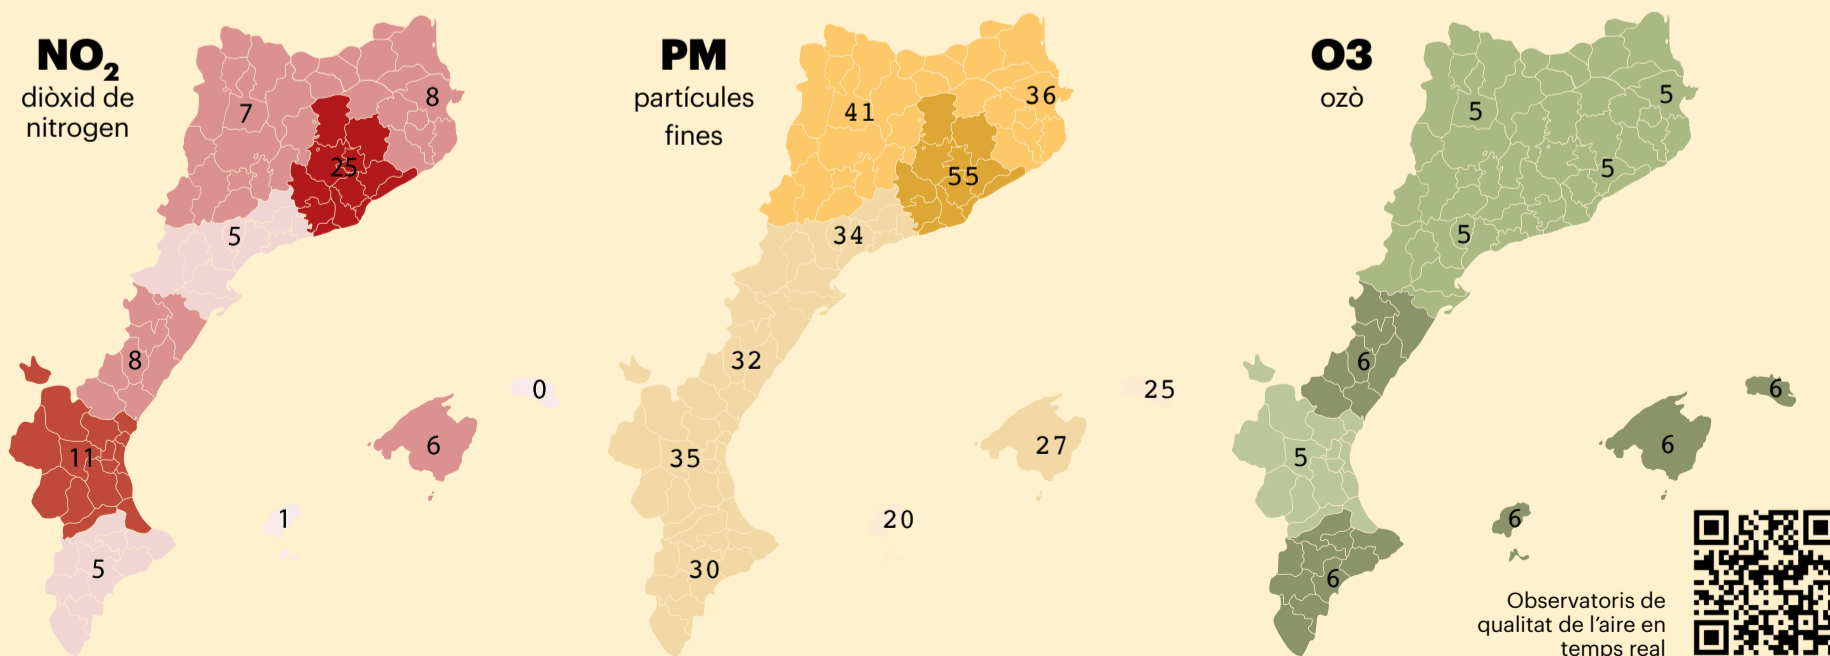 NO2
diòxid de
nitrogen
7
8
25
5
8
0
11
6
1
5
PM
partícules
fines
41
36
55
34
32
25
35
27
20
30
O3
ozò
5
5
5
5
6
6
5
6
6
6
Observatoris de
qualitat de l’aire en
temps real